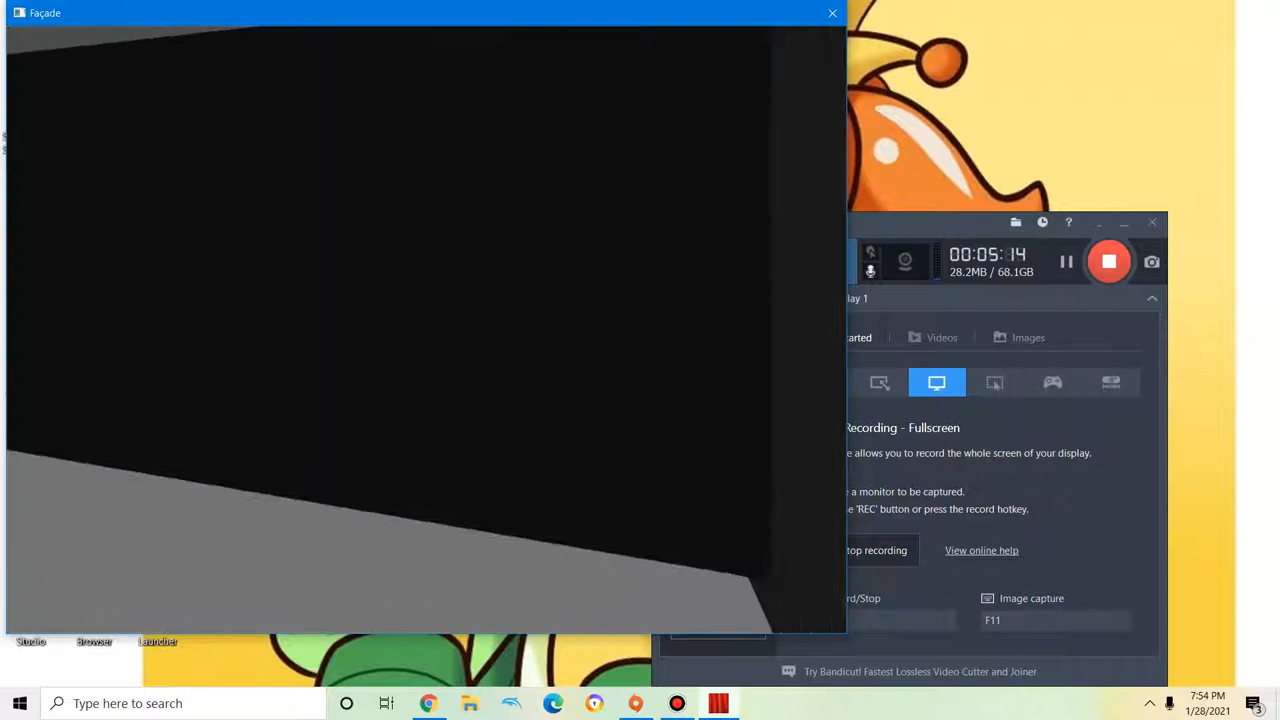 Façade
00:05:14
28.2MB / 68.1GB
lay 1
arted
Videos
Images
Recording - Fullscreen
e allows you to record the whole screen of your display.
e a monitor to be captured.
e 'REC' button or press the record hotkey.
top recording
View online help
rd/Stop
Image capture
F11
Try Bandicut! Fastest Lossless Video Cutter and Joiner
Studio
Browser
Launcher
Type here to search
7:54 PM
1/28/2021
3